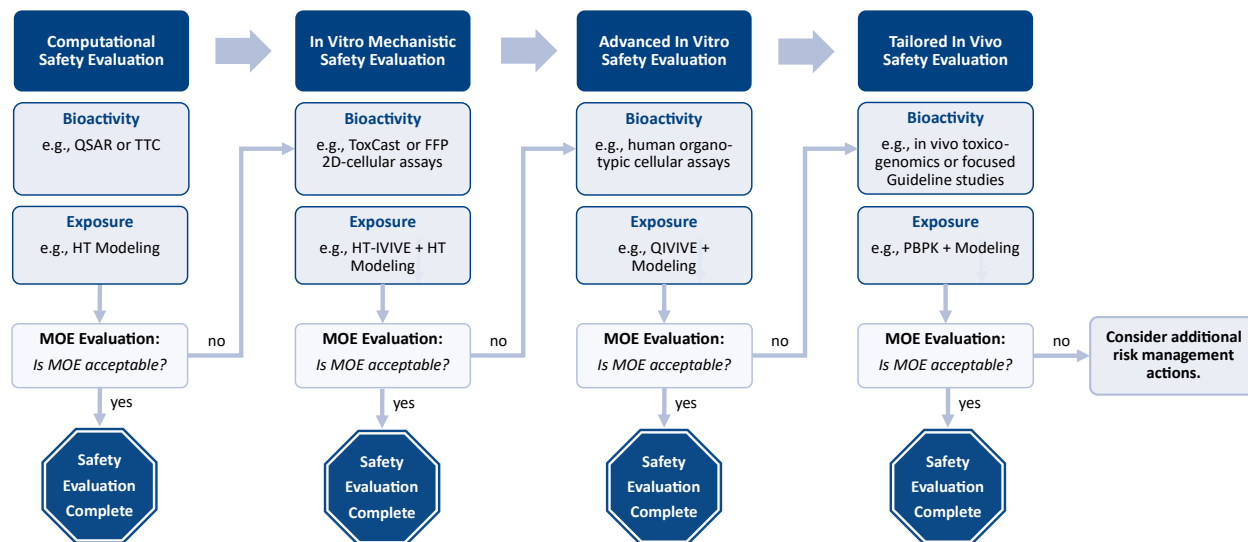 Computational
Safety Evaluation
In Vitro Mechanistic
Safety Evaluation
Advanced In Vitro
Safety Evaluation
Tailored In Vivo
Safety Evaluation
Bioactivity
e.g., QSAR or TTC
Bioactivity
e.g., ToxCast or FFP
2D-cellular assays
Bioactivity
e.g., human organo-
typic cellular assays
Bioactivity
e.g., in vivo toxico-
genomics or focused
Guideline studies
Exposure
e.g., HT Modeling
Exposure
e.g., HT-IVIVE + HT
Modeling
Exposure
e.g., QIVIVE +
Modeling
Exposure
e.g., PBPK + Modeling
MOE Evaluation:
Is MOE acceptable?
no
MOE Evaluation:
Is MOE acceptable?
no
MOE Evaluation:
Is MOE acceptable?
no
MOE Evaluation:
Is MOE acceptable?
no
Consider additional
risk management
actions.
yes
yes
yes
yes
Safety
Evaluation
Complete
Safety
Evaluation
Complete
Safety
Evaluation
Complete
Safety
Evaluation
Complete